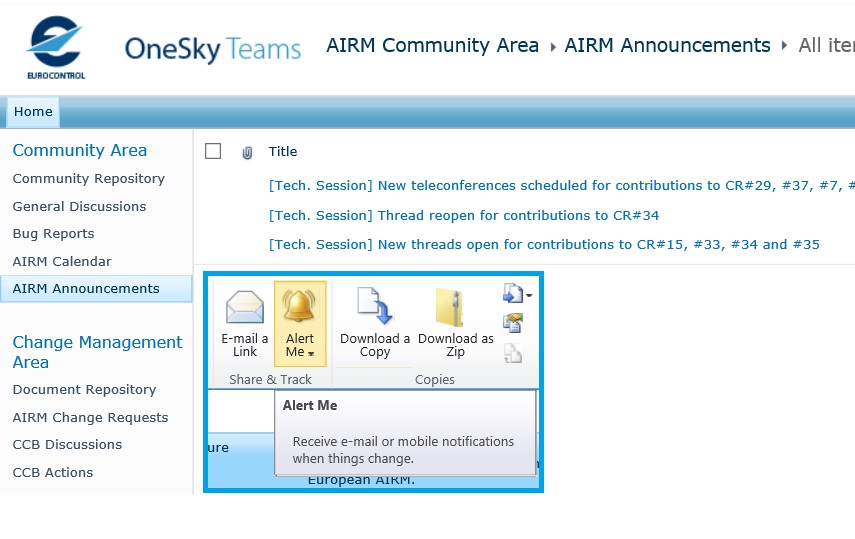 EUROCONTROL
OneSky Teams
AIRM Community Area ▸ AIRM Announcements ▸ All iter
Home
Community Area
Community Repository
General Discussions
Bug Reports
AIRM Calendar
AIRM Announcements
Change Management
Area
Document Repository
AIRM Change Requests
CCB Discussions
CCB Actions
Title
[Tech. Session] New teleconferences scheduled for contributions to CR#29, #37, #7, #
[Tech. Session] Thread reopen for contributions to CR#34
[Tech. Session] New threads open for contributions to CR#15, #33, #34 and #35
E-mail a
Link
Alert
Me
Download a
Copy
Download as
Zip
Share & Track
Copies
Alert Me
Receive e-mail or mobile notifications
when things change.
ure
European AIRM.